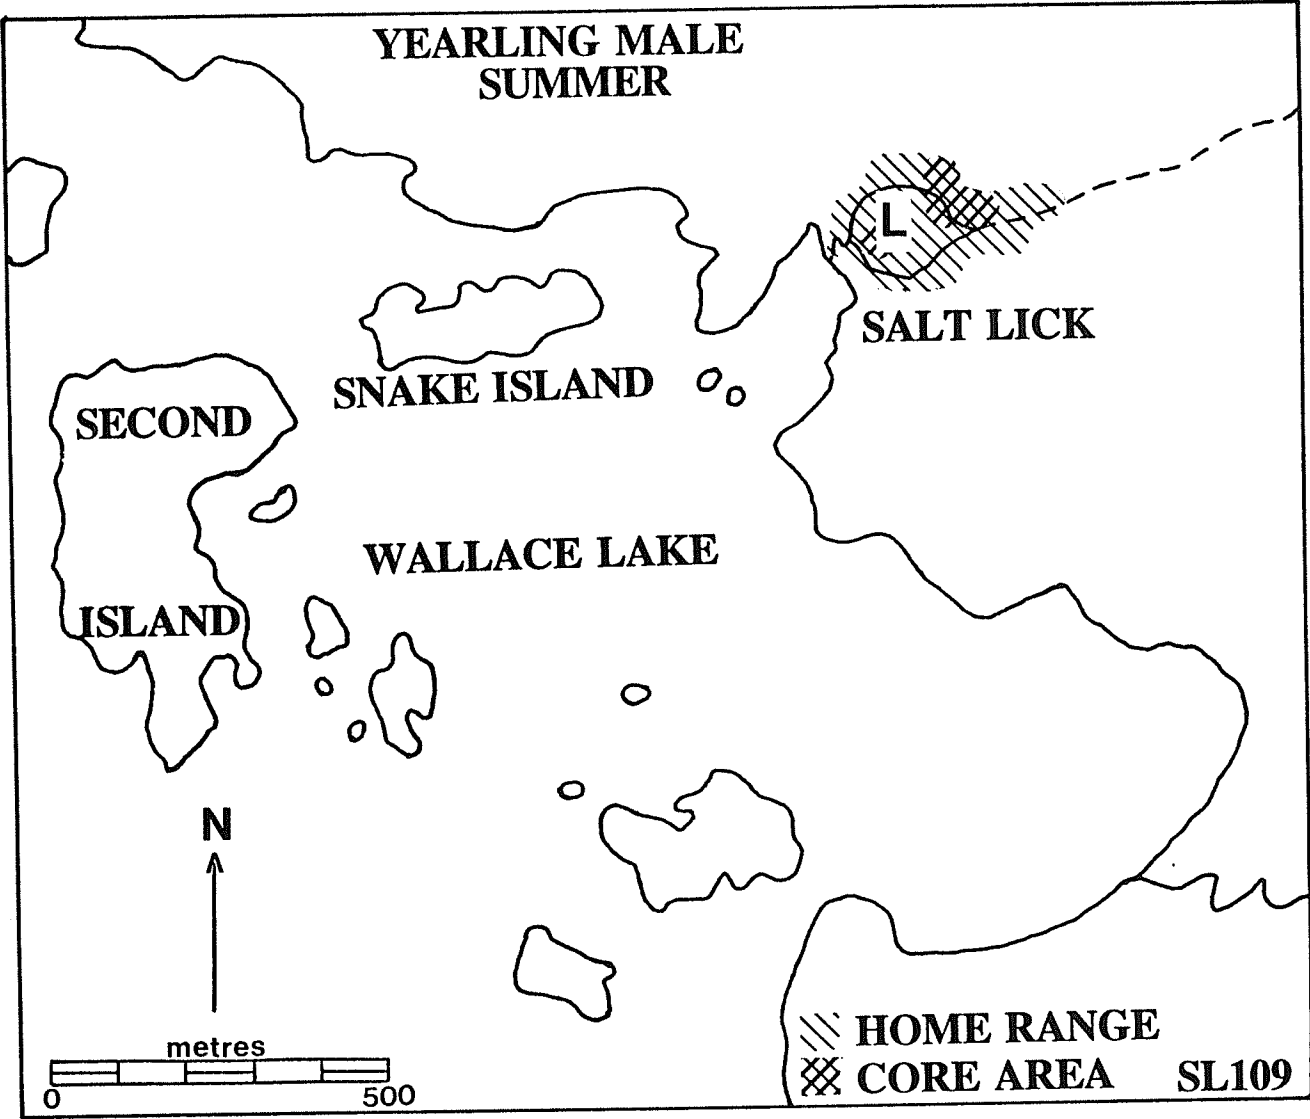 YEARLING MALE
SUMMER
L
SALT LICK
SNAKE ISLAND
SECOND
WALLACE LAKE
ISLAND
N
HOME RANGE
metres
CORE AREA SL109
0 500